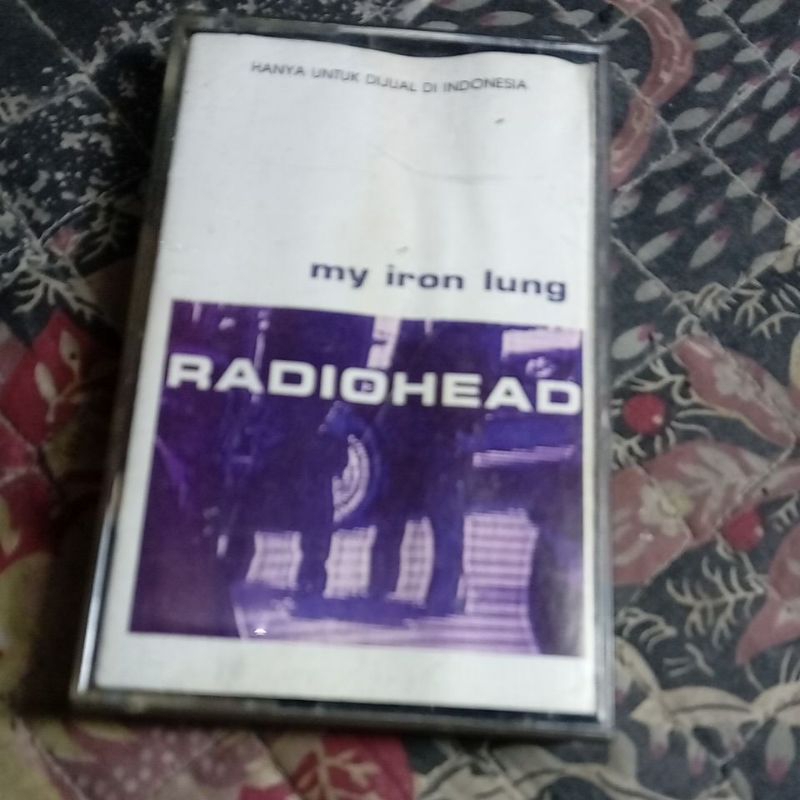 HANYA UNTUK DIJUAL DI INDONESIA
my iron lung
RADIOHEAD